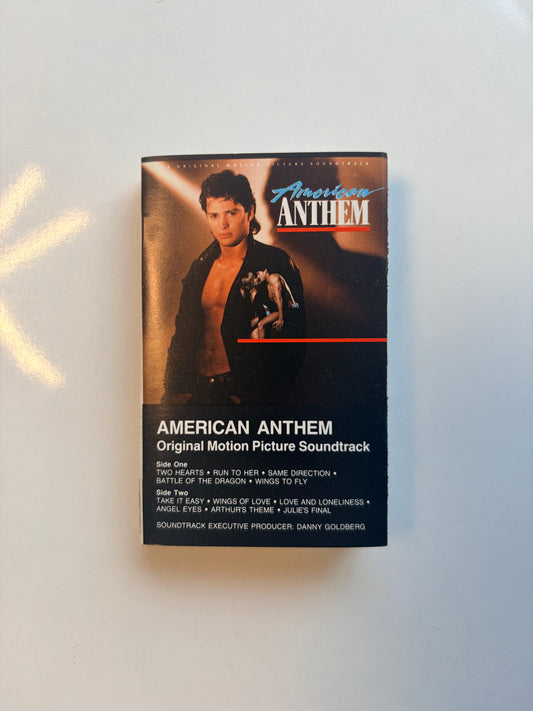 ORIGINAL MOTION PICTURE SOUNDTRACK
American
ANTHEM
AMERICAN ANTHEM
Original Motion Picture Soundtrack
Side One
TWO HEARTS • RUN TO HER • SAME DIRECTION •
BATTLE OF THE DRAGON • WINGS TO FLY
Side Two
TAKE IT EASY • WINGS OF LOVE • LOVE AND LONELINESS •
ANGEL EYES • ARTHUR'S THEME • JULIE'S FINAL
SOUNDTRACK EXECUTIVE PRODUCER: DANNY GOLDBERG